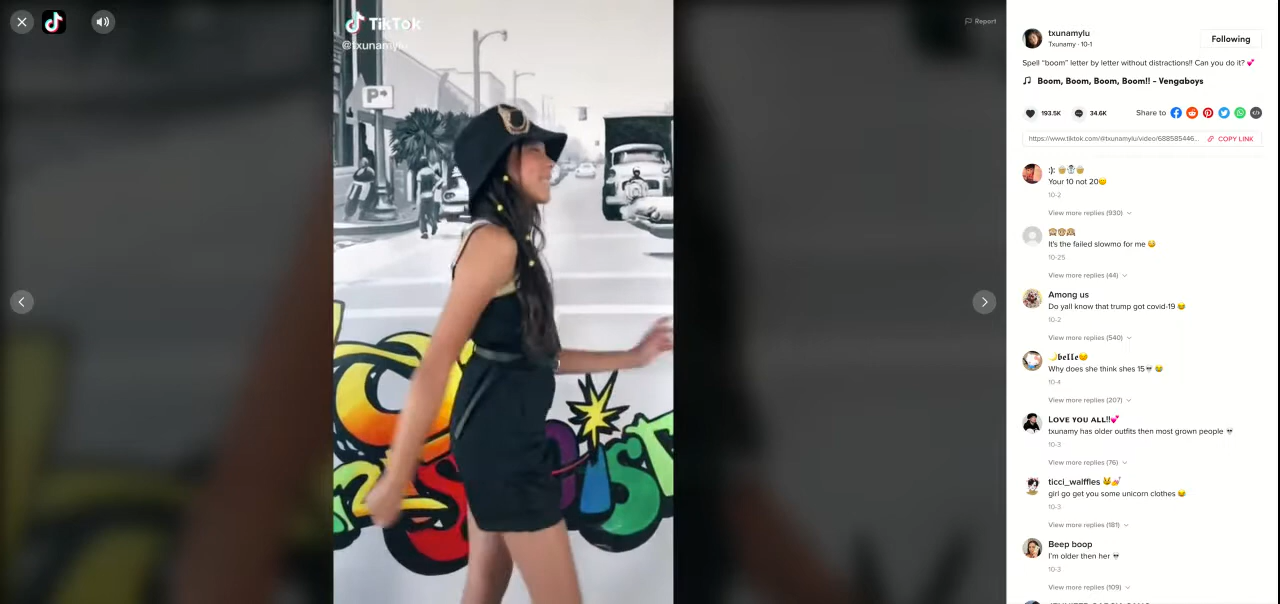 TikTok
@txunamylu
P
Report
txunamylu
Txunamy · 10-1
Following
Spell "boom" letter by letter without distractions!! Can you do it? 💕
Boom, Boom, Boom, Boom!! - Vengaboys
193.5K
34.6K
Share to
https://www.tiktok.com/@txunamylu/video/688585446...
COPY LINK
Your 10 not 20
10-2
View more replies (930)
🙈🙊🙉
It's the failed slowmo for me
10-25
View more replies (44)
Among us
Do yall know that trump got covid-19
10-2
View more replies (540)
🌙𝖇𝖊𝖑𝖑𝖊
Why does she think shes 15
10-4
View more replies (207)
Lᴏᴠᴇ ʏᴏᴜ ᴀʟʟ!!💕
txunamy has older outfits then most grown people
10-3
View more replies (76)
ticci_walffles
girl go get you some unicorn clothes
10-3
View more replies (181)
Beep boop
I'm older then her
10-3
View more replies (109)